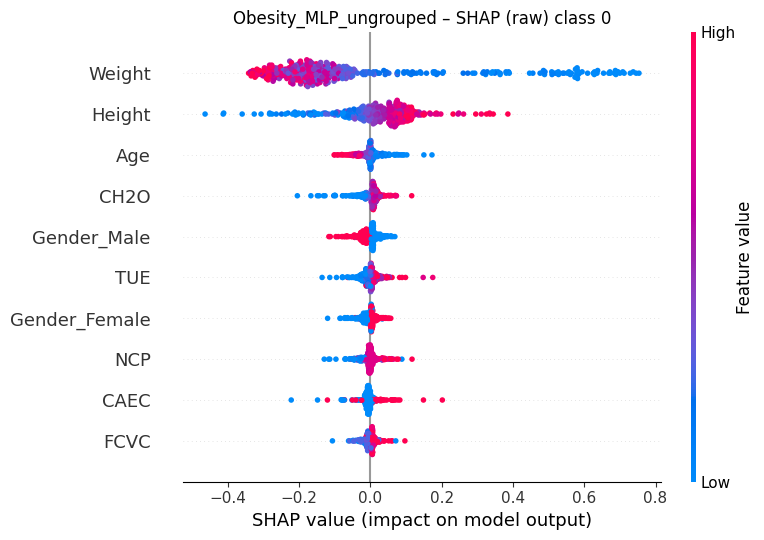 Obesity_MLP_ungrouped – SHAP (raw) class 0
High
Weight
Height
Age
CH2O
Gender_Male
TUE
Gender_Female
NCP
CAEC
FCVC
Feature value
Low
−0.4 −0.2 0.0 0.2 0.4 0.6 0.8
SHAP value (impact on model output)